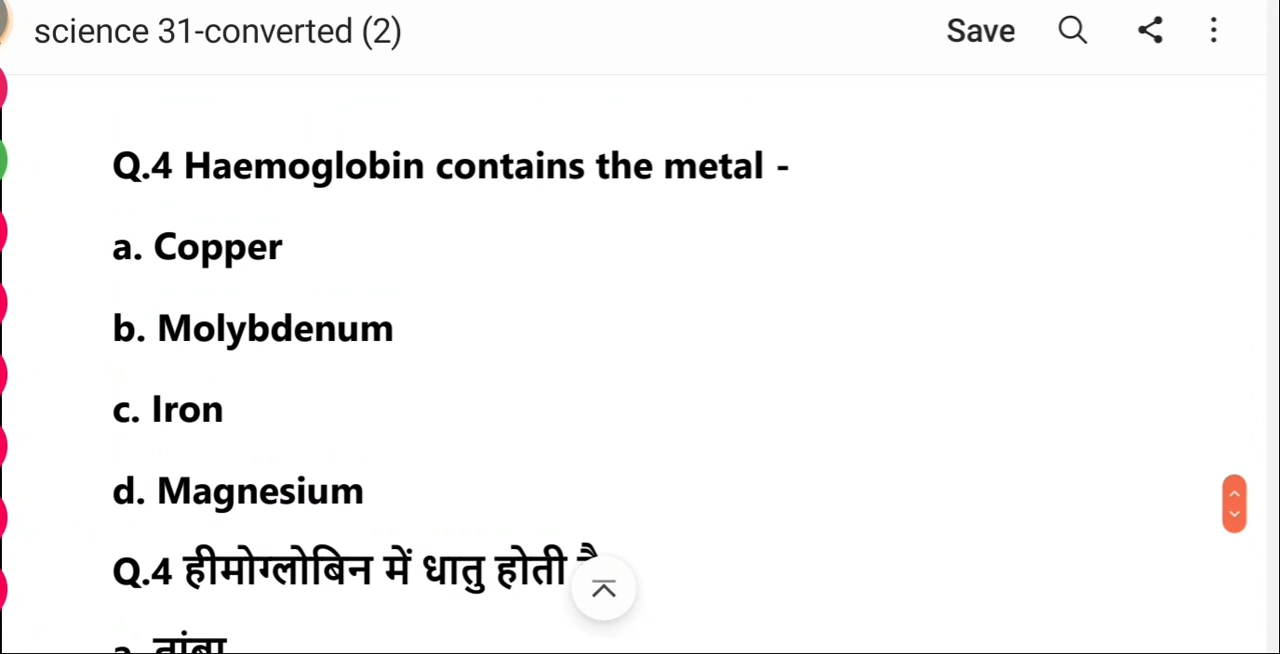 science 31-converted (2) Save
Q.4 Haemoglobin contains the metal -
a. Copper
b. Molybdenum
c. Iron
d. Magnesium
Q.4 हीमोग्लोबिन में धातु होती